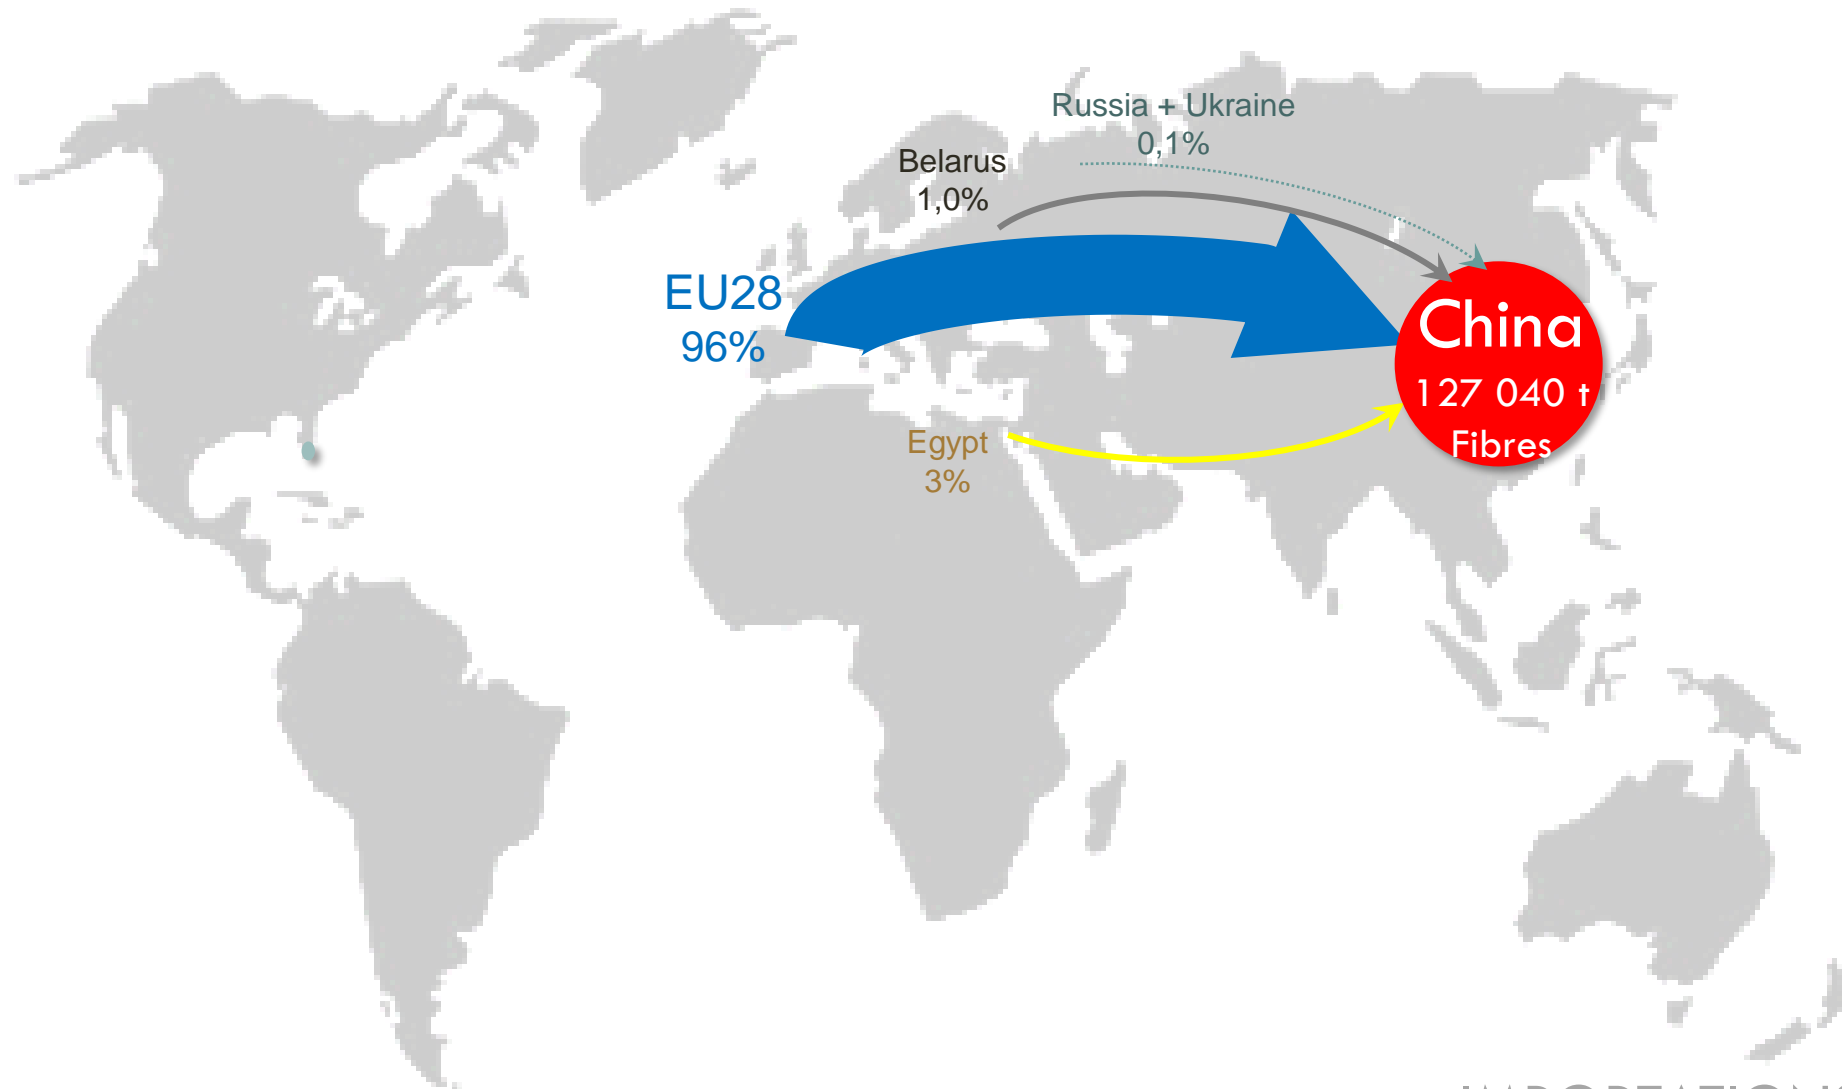 Russia + Ukraine
0,1%
Belarus
1,0%
EU28
96%
China
127 040 t
Fibres
Egypt
3%